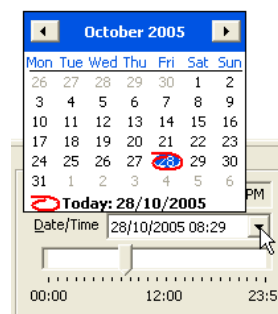 October 2005
Mon Tue Wed Thu Fri Sat Sun
26 27 28 29 30 1 2
3 4 5 6 7 8 9
10 11 12 13 14 15 16
17 18 19 20 21 22 23
24 25 26 27 28 29 30
31 1 2 3 4 5 6
Today: 28/10/2005
PM
Date/Time 28/10/2005 08:29
00:00 12:00 23:5